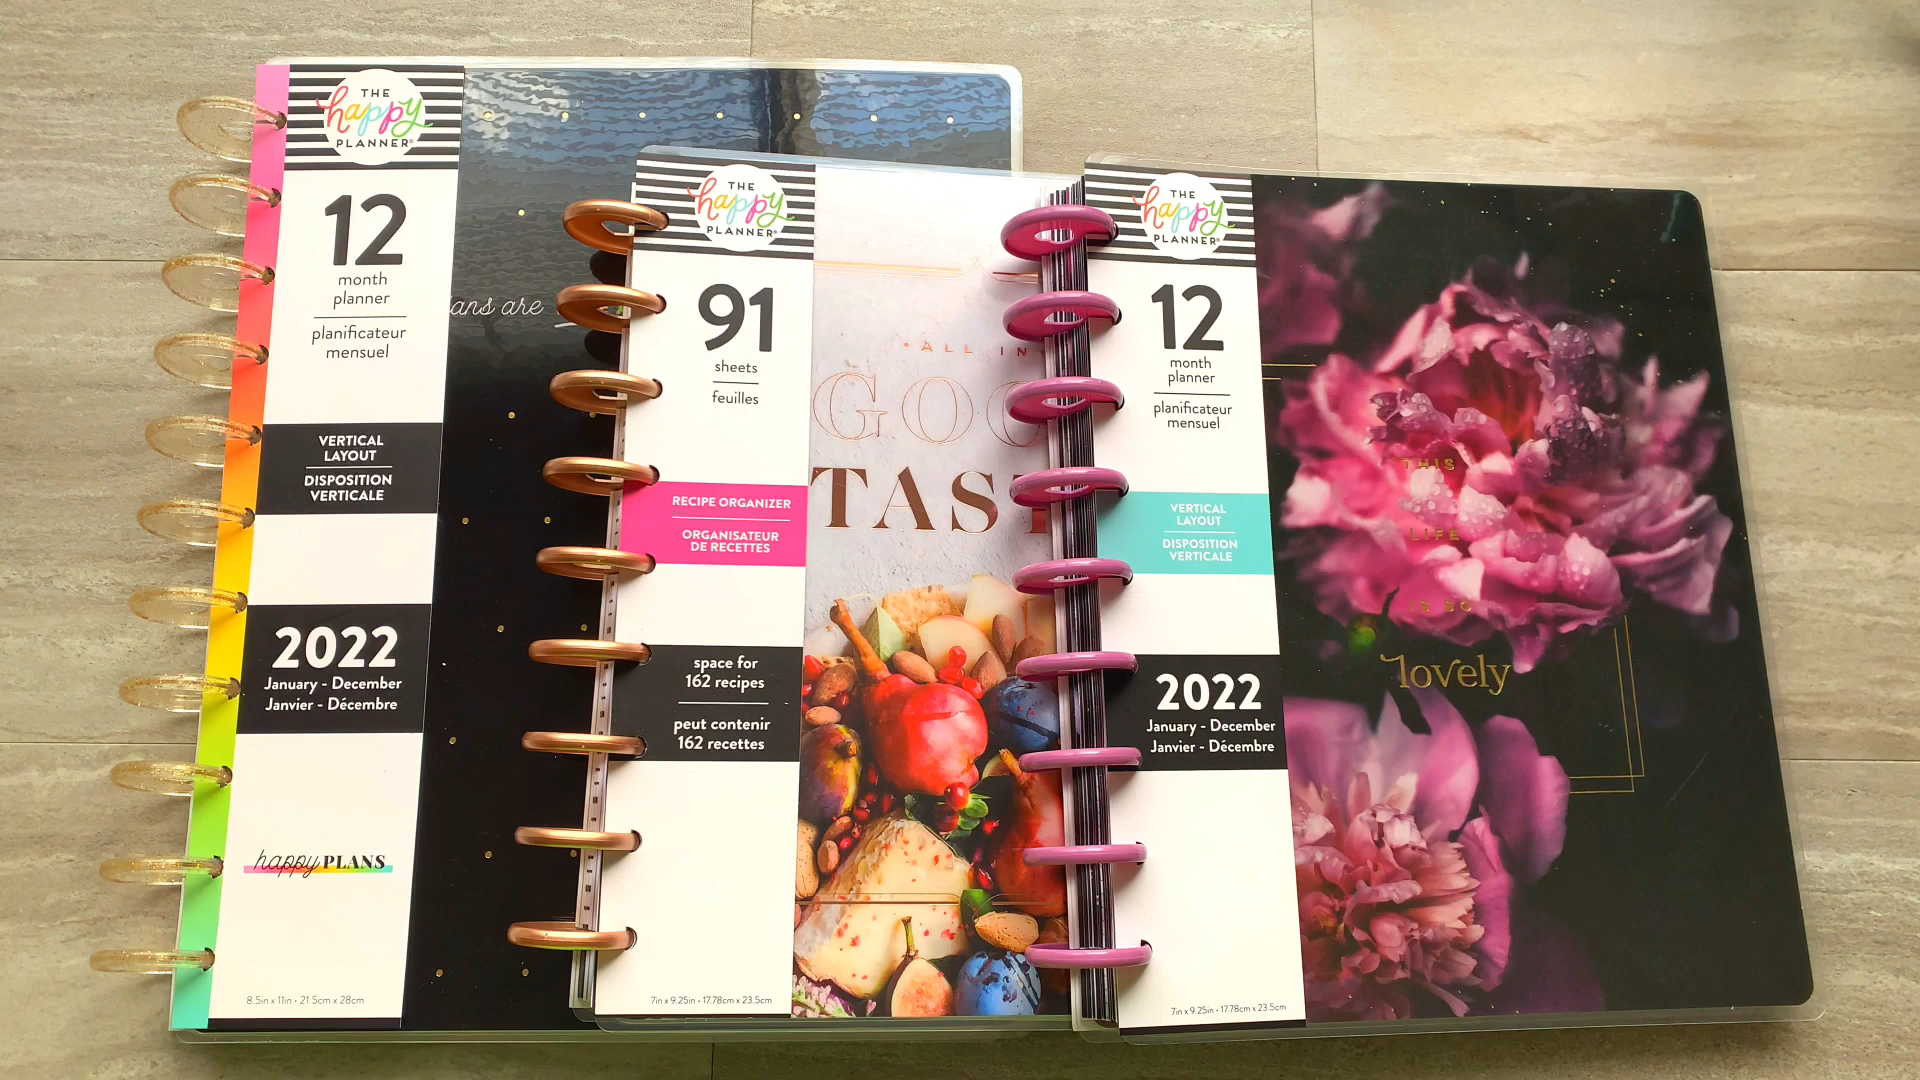 THE
happy
PLANNER®
12
month
planner
planificateur
mensuel
VERTICAL
LAYOUT
DISPOSITION
VERTICALE
2022
January - December
Janvier - Décembre
happy PLANS
8.5in x 11in • 21.5cm x 28cm
ans are
THE
happy
PLANNER®
91
sheets
feuilles
RECIPE ORGANIZER
ORGANISATEUR
DE RECETTES
space for
162 recipes
peut contenir
162 recettes
7in x 9.25in • 17.78cm x 23.5cm
• ALL IN
GOO
TAST
THE
happy
PLANNER®
12
month
planner
planificateur
mensuel
VERTICAL
LAYOUT
DISPOSITION
VERTICALE
2022
January - December
Janvier - Décembre
7in x 9.25in • 17.78cm x 23.5cm
THIS
LIFE
IS SO
lovely